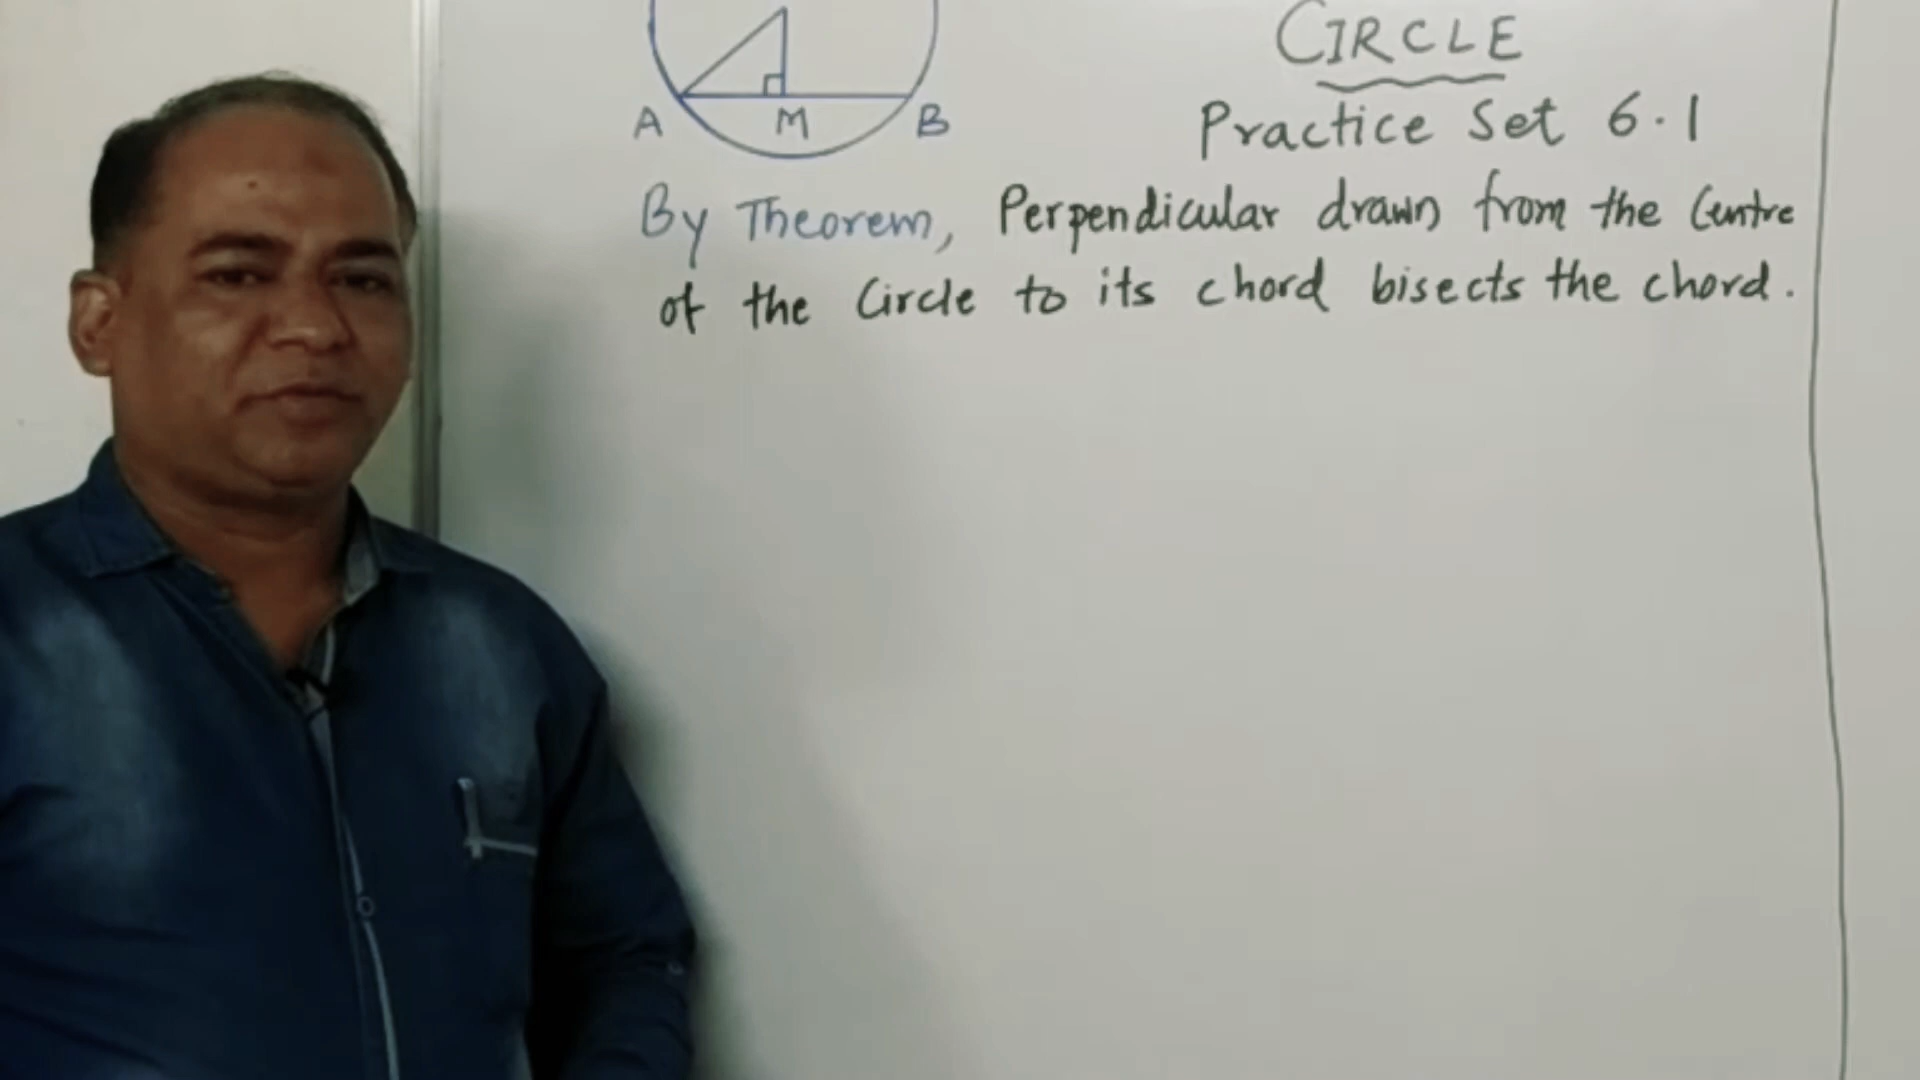 CIRCLE
Practice Set 6.1
A M B
By Theorem, Perpendicular drawn from the Centre
of the Circle to its chord bisects the chord.